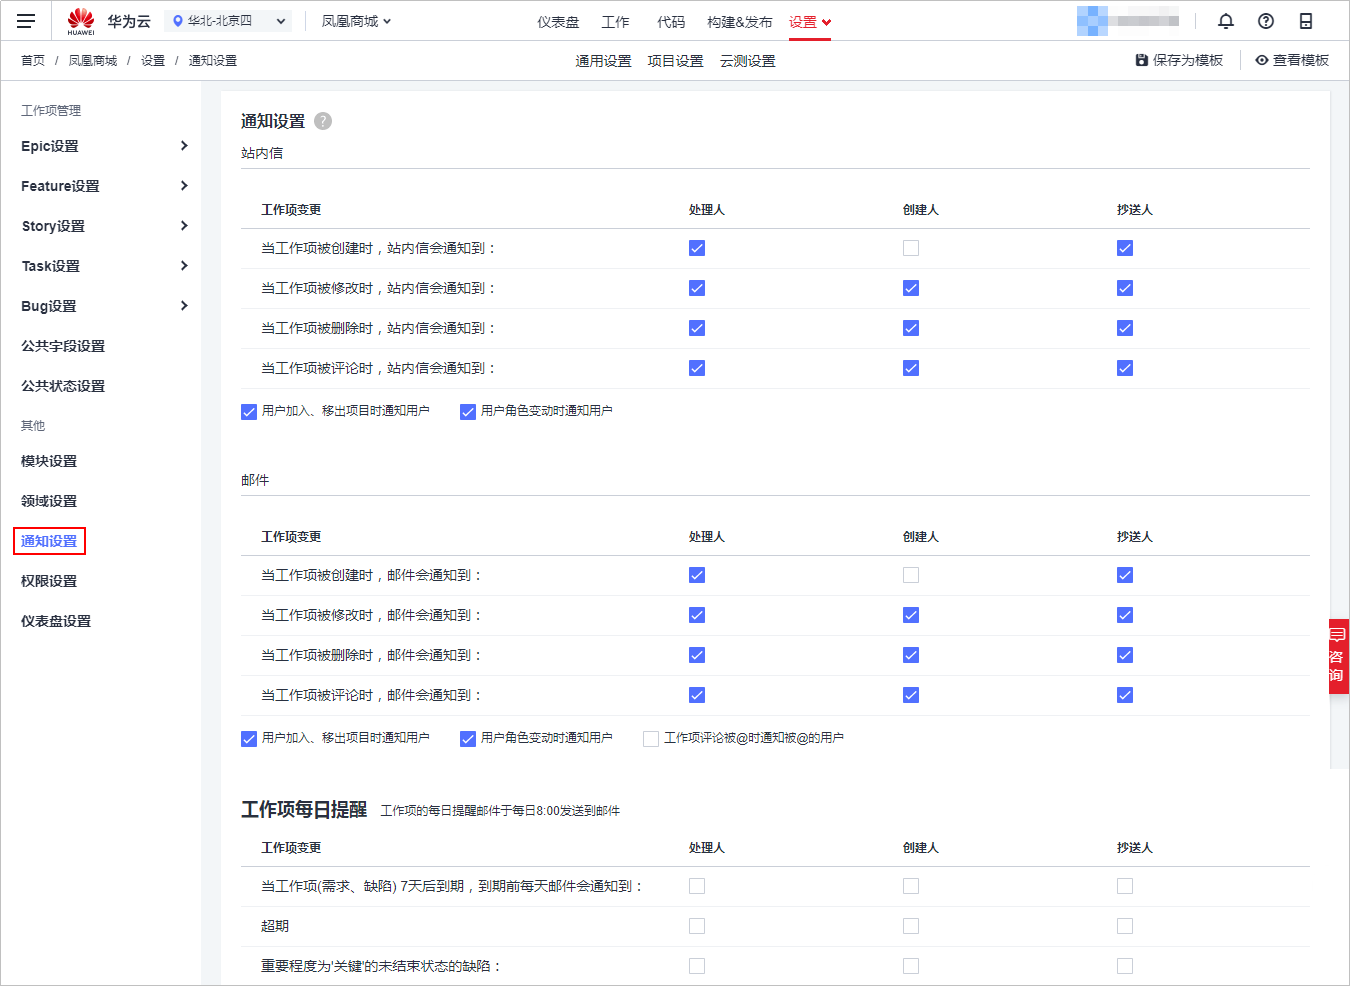 HUAWEI 华为云 华北-北京四 凤凰商城 仪表盘 工作 代码 构建&发布 设置
首页 / 凤凰商城 / 设置 / 通知设置 通用设置 项目设置 云测设置 保存为模板 查看模板
工作项管理
Epic设置
Feature设置
Story设置
Task设置
Bug设置
公共字段设置
公共状态设置
其他
模块设置
领域设置
通知设置
权限设置
仪表盘设置
通知设置 ?
站内信
工作项变更 处理人 创建人 抄送人
当工作项被创建时，站内信会通知到：
当工作项被修改时，站内信会通知到：
当工作项被删除时，站内信会通知到：
当工作项被评论时，站内信会通知到：
用户加入、移出项目时通知用户 用户角色变动时通知用户
邮件
工作项变更 处理人 创建人 抄送人
当工作项被创建时，邮件会通知到：
当工作项被修改时，邮件会通知到：
当工作项被删除时，邮件会通知到：
当工作项被评论时，邮件会通知到：
用户加入、移出项目时通知用户 用户角色变动时通知用户 工作项评论被@时通知被@的用户
工作项每日提醒 工作项的每日提醒邮件于每日8:00发送到邮件
工作项变更 处理人 创建人 抄送人
当工作项(需求、缺陷) 7天后到期，到期前每天邮件会通知到：
超期
重要程度为'关键'的未结束状态的缺陷：
咨询